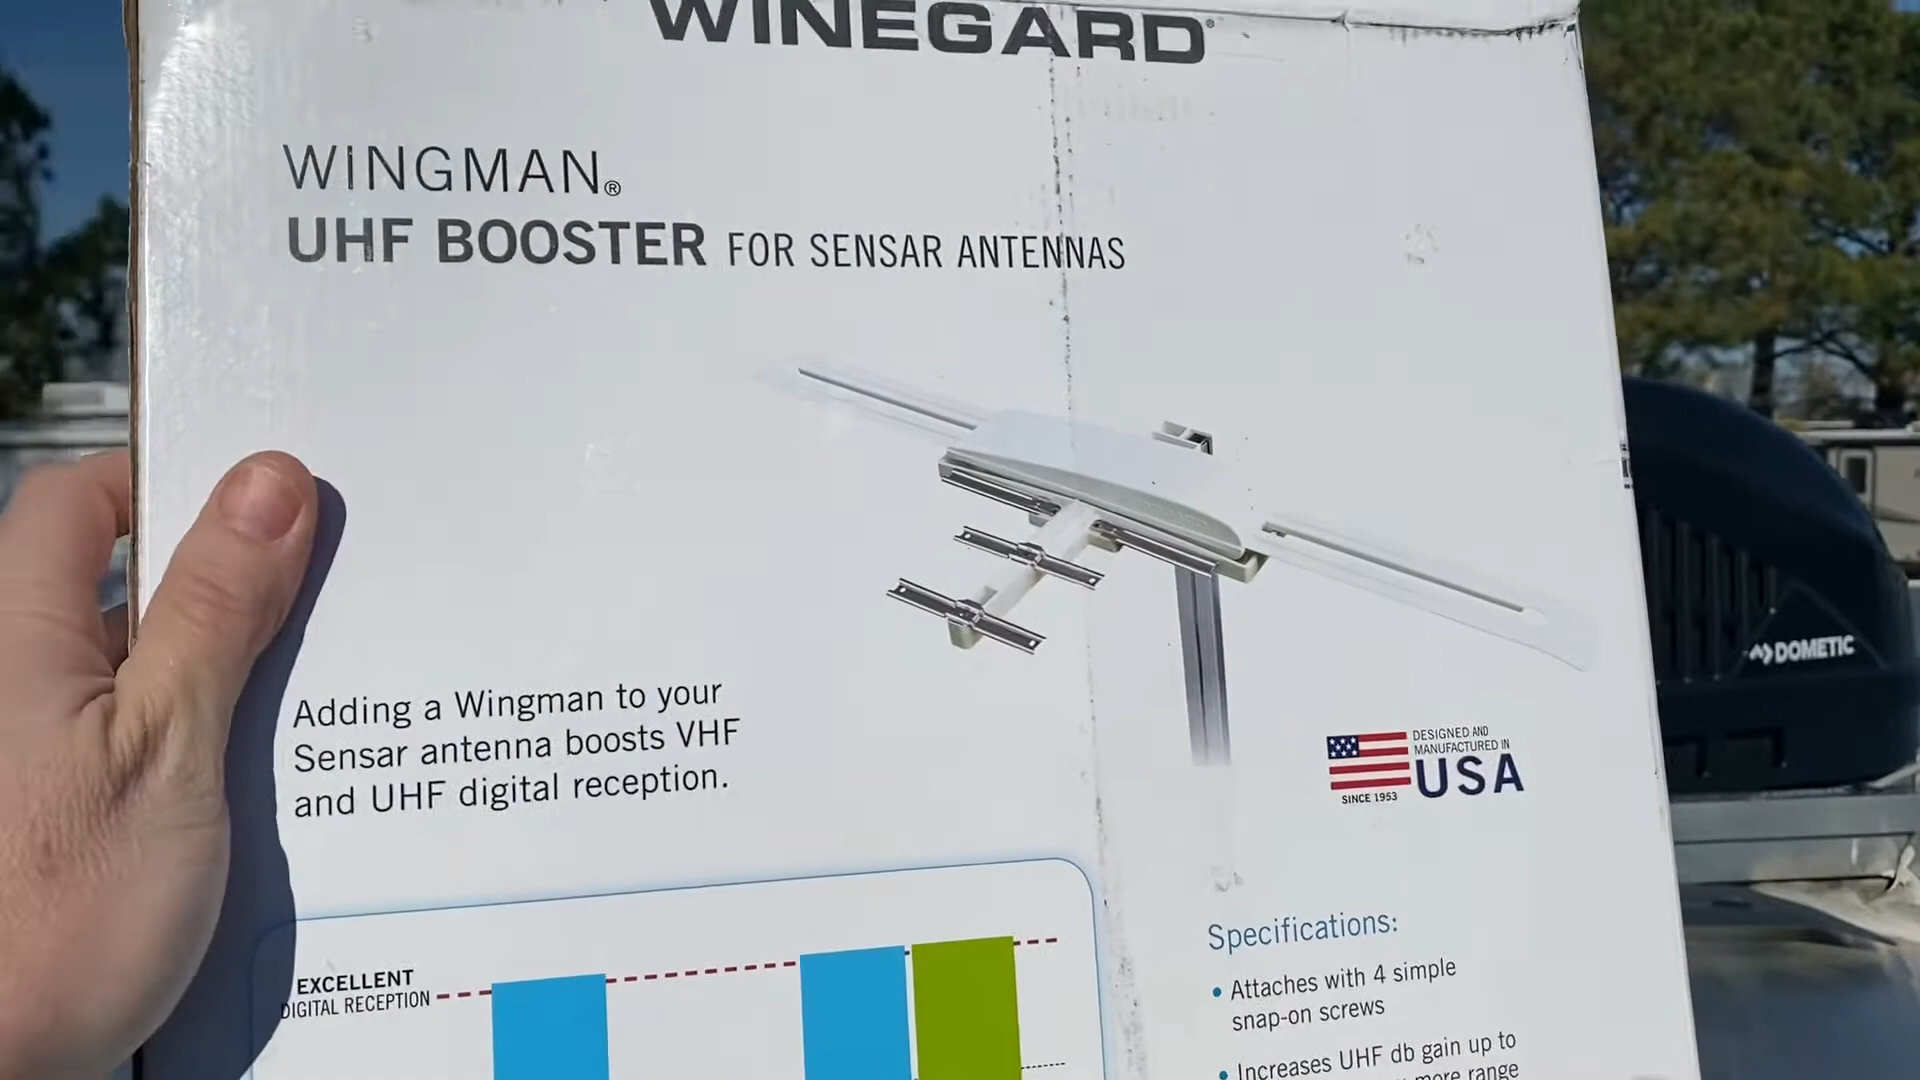 WINEGARD
WINGMAN®
UHF BOOSTER FOR SENSAR ANTENNAS
Adding a Wingman to your
Sensar antenna boosts VHF
and UHF digital reception.
DESIGNED AND
MANUFACTURED IN
USA
SINCE 1953
DOMETIC
EXCELLENT
DIGITAL RECEPTION
Specifications:
• Attaches with 4 simple
snap-on screws
• Increases UHF db gain up to
more range